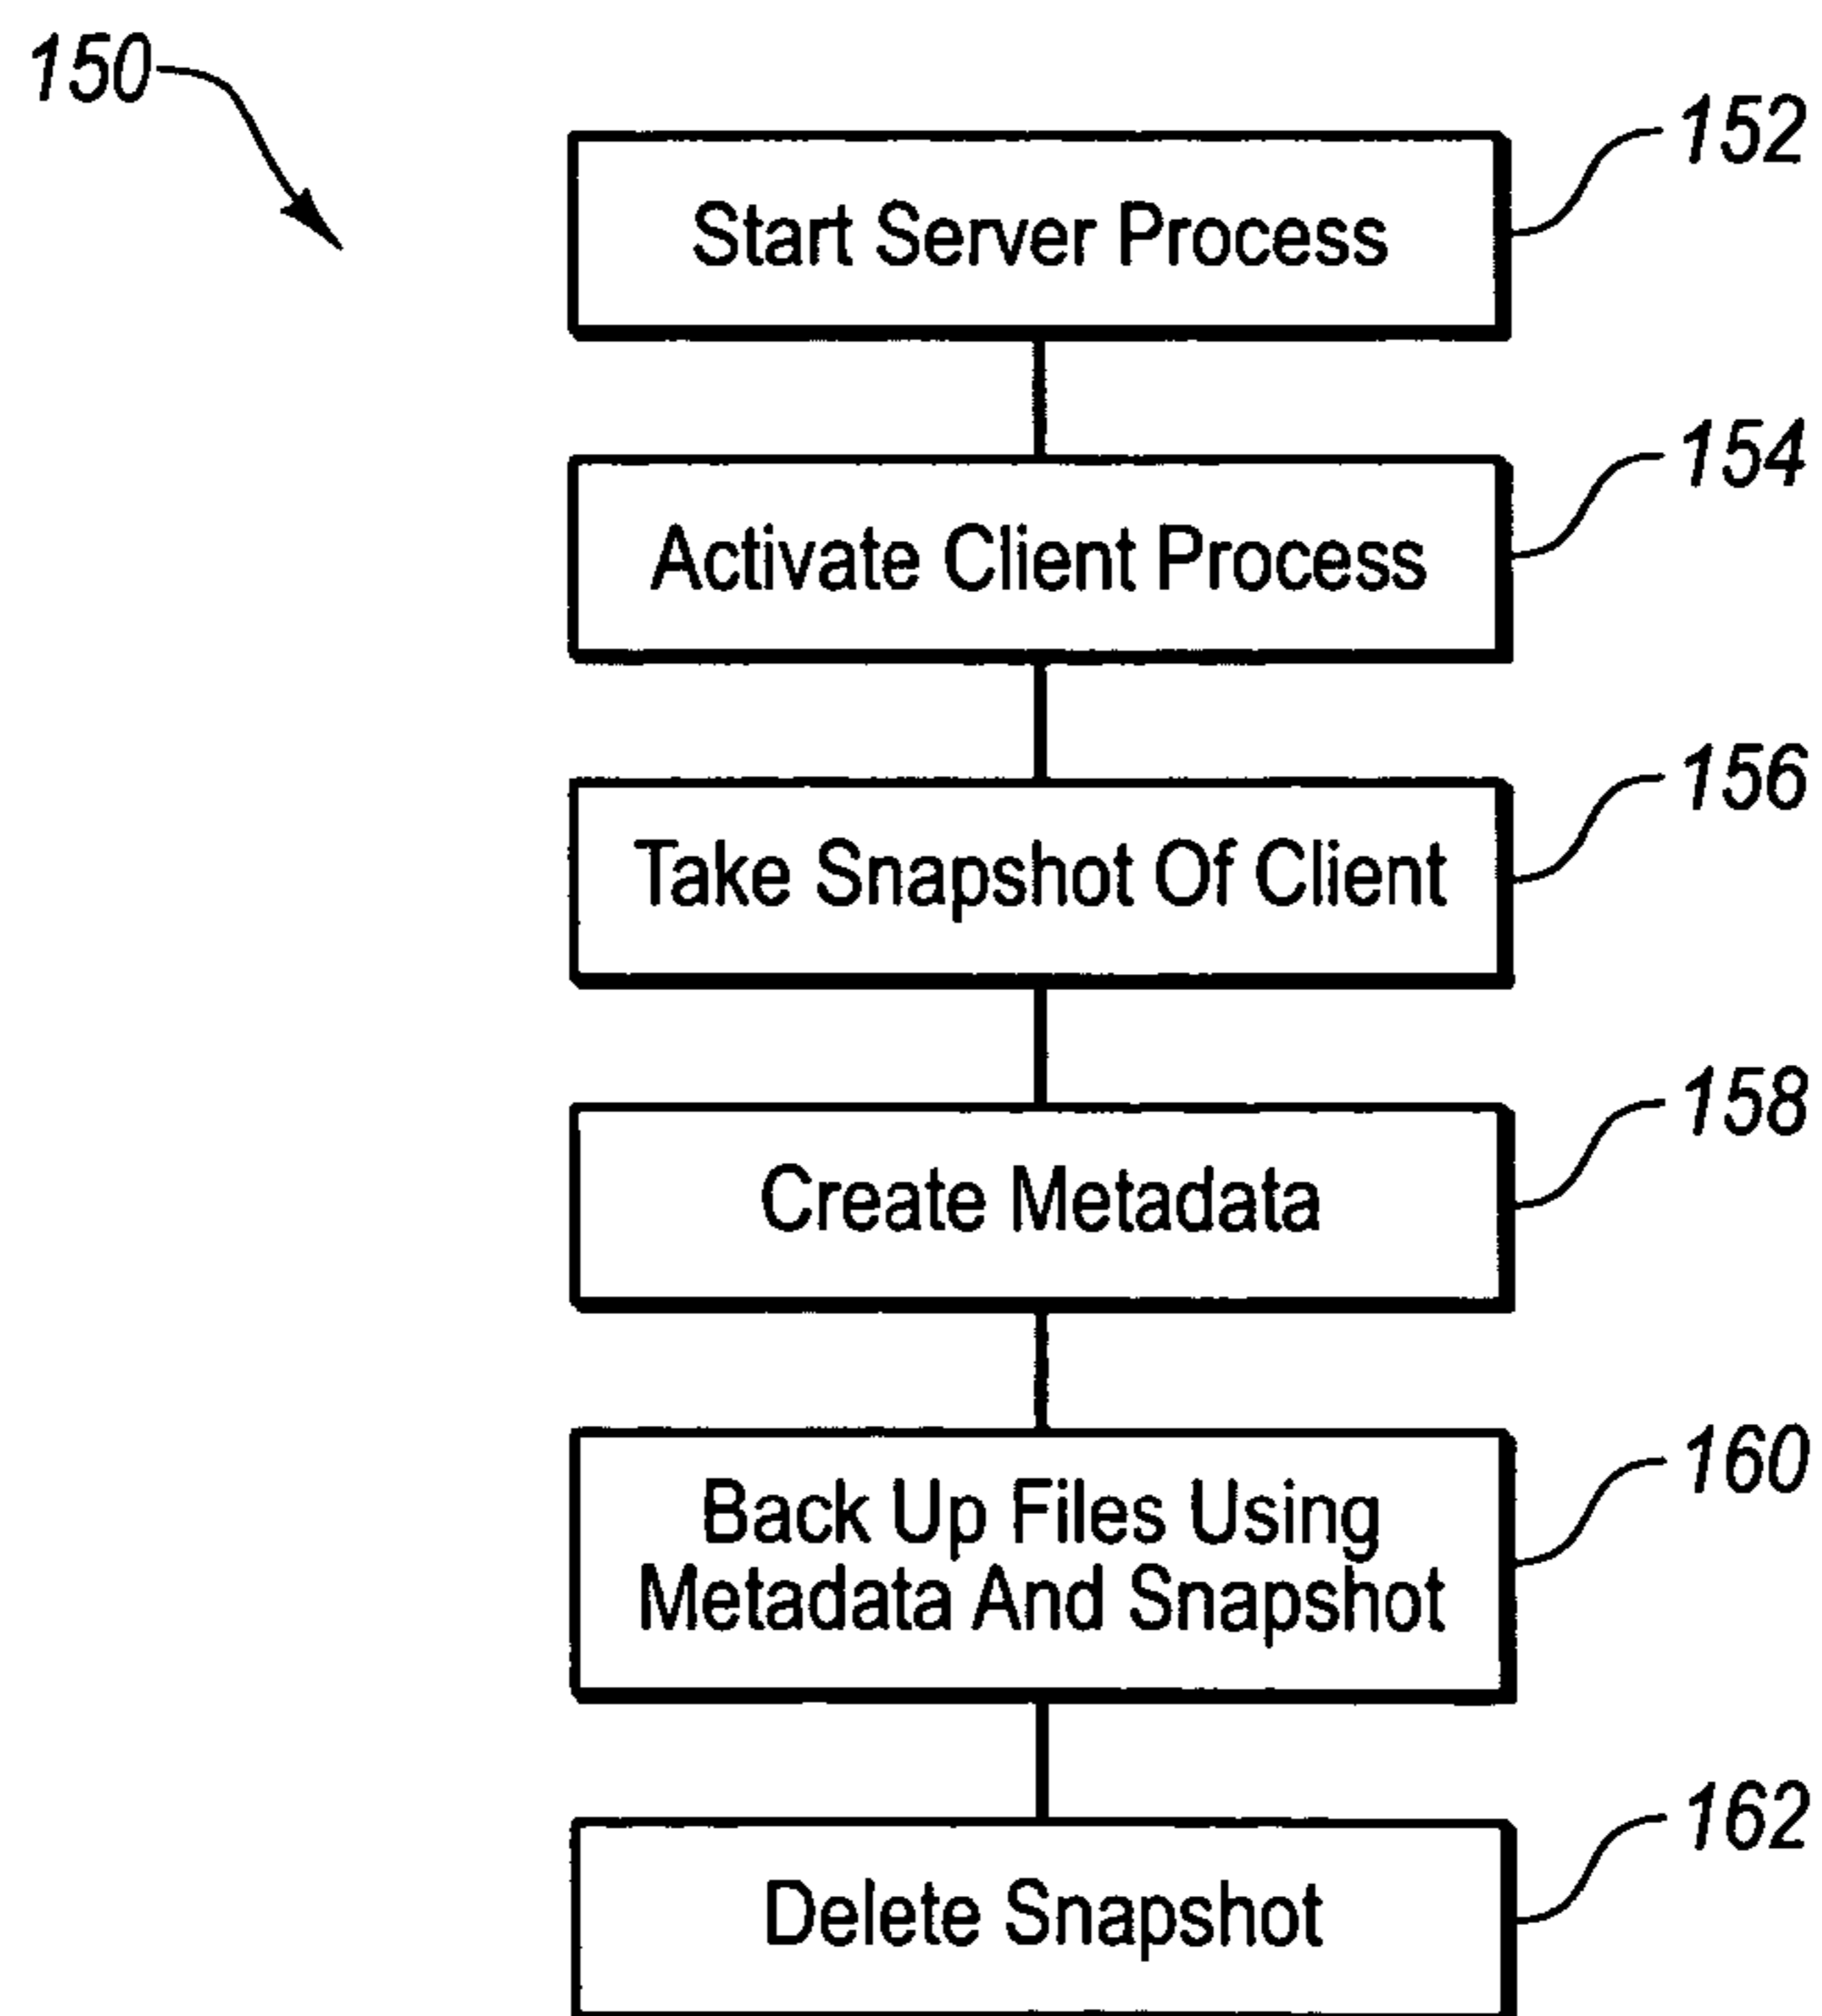 150
152
Start Server Process
154
Activate Client Process
156
Take Snapshot Of Client
158
Create Metadata
160
Back Up Files Using
Metadata And Snapshot
162
Delete Snapshot